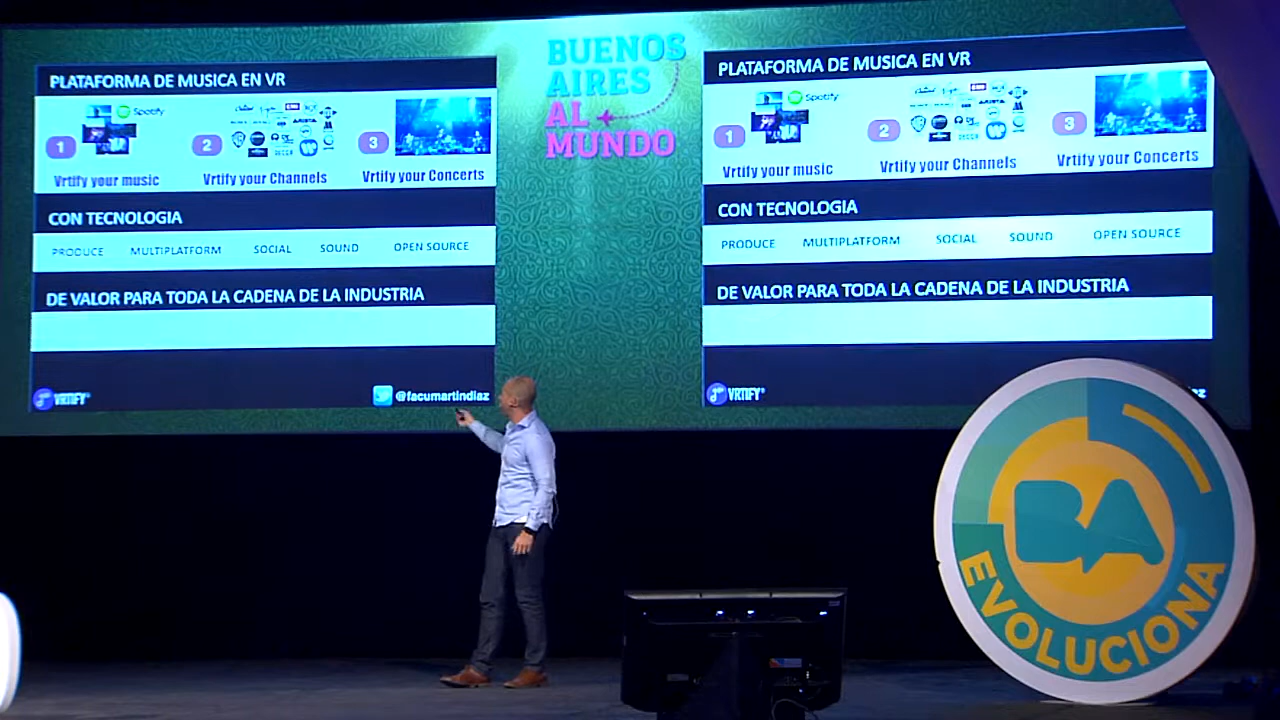 PLATAFORMA DE MUSICA EN VR
Spotify
1
2
3
Vrtify your music
Vrtify your Channels
Vrtify your Concerts
CON TECNOLOGIA
PRODUCE MULTIPLATFORM SOCIAL SOUND OPEN SOURCE
DE VALOR PARA TODA LA CADENA DE LA INDUSTRIA
VRTIFY
@facumartindiaz
BUENOS
AIRES
AL
MUNDO
PLATAFORMA DE MUSICA EN VR
Spotify
1
2
3
Vrtify your music
Vrtify your Channels
Vrtify your Concerts
CON TECNOLOGIA
PRODUCE MULTIPLATFORM SOCIAL SOUND OPEN SOURCE
DE VALOR PARA TODA LA CADENA DE LA INDUSTRIA
VRTIFY
BA
EVOLUCIONA